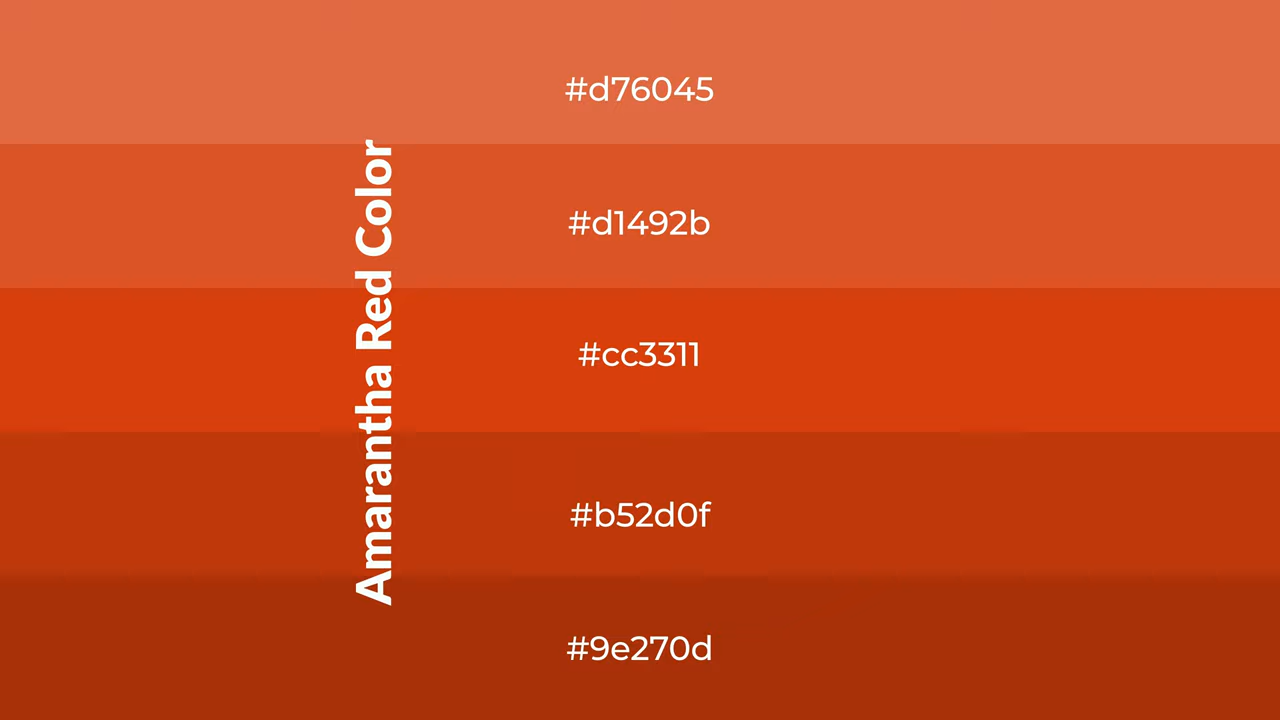 Amarantha Red Color
#d76045
#d1492b
#cc3311
#b52d0f
#9e270d